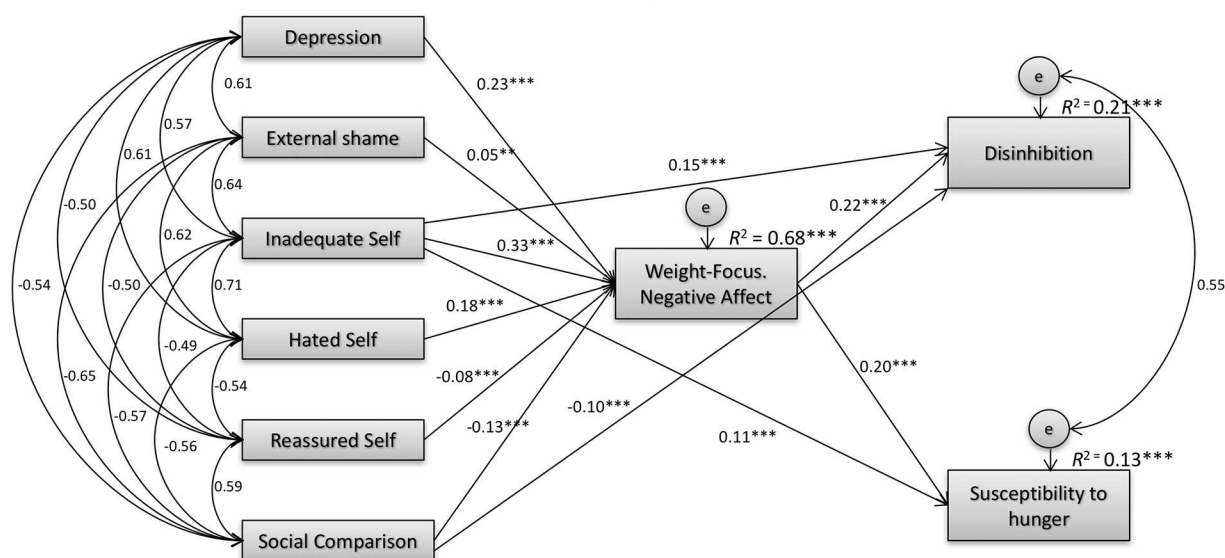 Depression
0.61
0.23***
e
R² = 0.21***
External shame
0.57
0.61
0.05**
Disinhibition
0.64
0.15***
-0.50
e
0.22***
Inadequate Self
0.62
0.33***
R² = 0.68***
Weight-Focus.
Negative Affect
-0.54
-0.50
0.71
0.55
0.18***
Hated Self
-0.49
0.20***
-0.65
-0.54
-0.08***
-0.10***
-0.57
-0.13***
0.11***
e
Reassured Self
-0.56
R² = 0.13***
0.59
Susceptibility to
hunger
Social Comparison